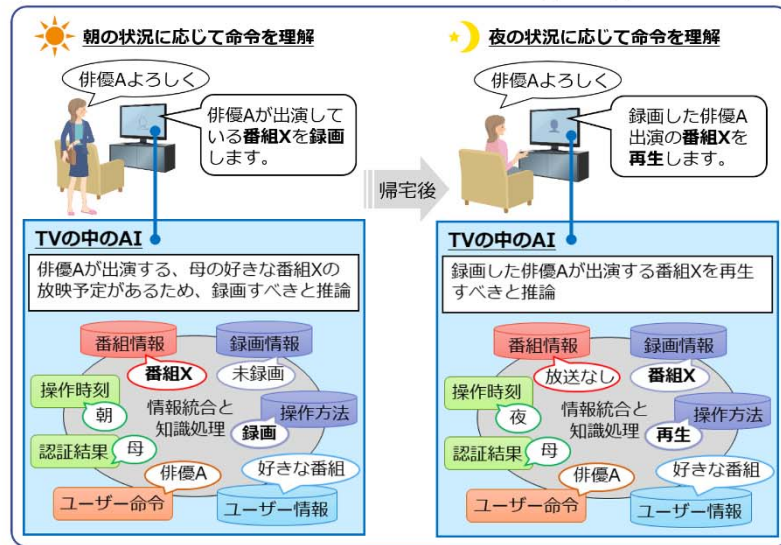 朝の状況に応じて命令を理解
俳優Aよろしく
俳優Aが出演して
いる番組Xを録画
します。
TVの中のAI
俳優Aが出演する、母の好きな番組Xの
放映予定があるため、録画すべきと推論
番組情報
番組X
録画情報
未録画
操作時刻
朝
情報統合と
知識処理
操作方法
録画
認証結果
母
俳優A
ユーザー命令
好きな番組
ユーザー情報
帰宅後
夜の状況に応じて命令を理解
俳優Aよろしく
録画した俳優A
出演の番組Xを
再生します。
TVの中のAI
録画した俳優Aが出演する番組Xを再生
すべきと推論
番組情報
放送なし
録画情報
番組X
操作時刻
夜
情報統合と
知識処理
操作方法
再生
認証結果
母
俳優A
ユーザー命令
好きな番組
ユーザー情報